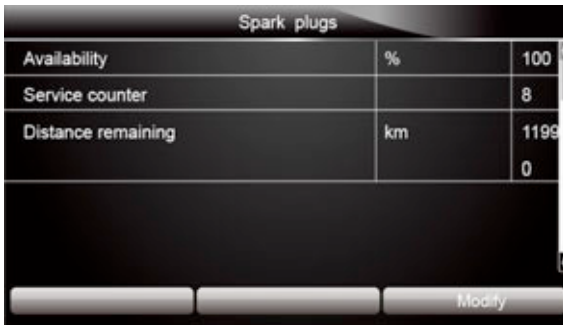 Spark plugs
Availability % 100
Service counter 8
Distance remaining km 1199
0
Modify